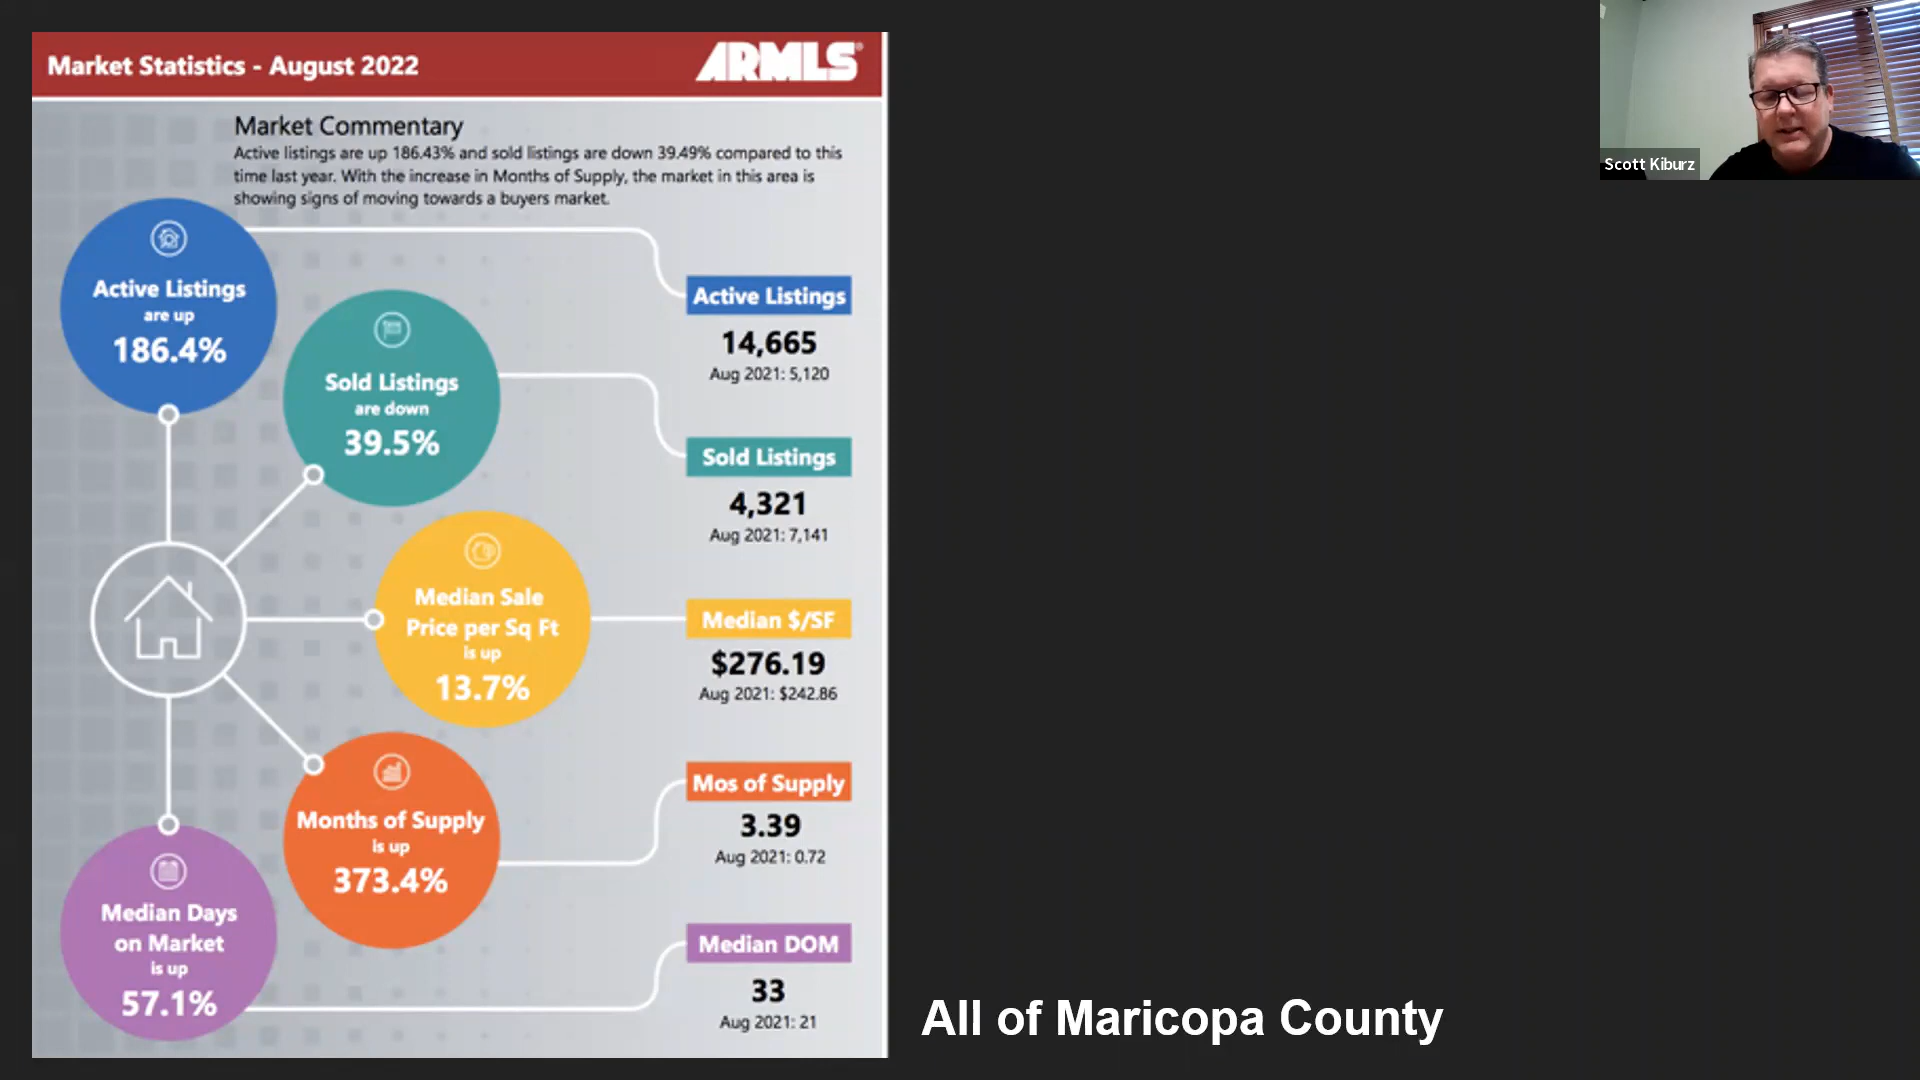 Market Statistics - August 2022
ARMLS®
Market Commentary
Active listings are up 186.43% and sold listings are down 39.49% compared to this
time last year. With the increase in Months of Supply, the market in this area is
showing signs of moving towards a buyers market.
Active Listings
are up
186.4%
Sold Listings
are down
39.5%
Median Sale
Price per Sq Ft
is up
13.7%
Months of Supply
is up
373.4%
Median Days
on Market
is up
57.1%
Active Listings
14,665
Aug 2021: 5,120
Sold Listings
4,321
Aug 2021: 7,141
Median $/SF
$276.19
Aug 2021: $242.86
Mos of Supply
3.39
Aug 2021: 0.72
Median DOM
33
Aug 2021: 21
All of Maricopa County
Scott Kiburz